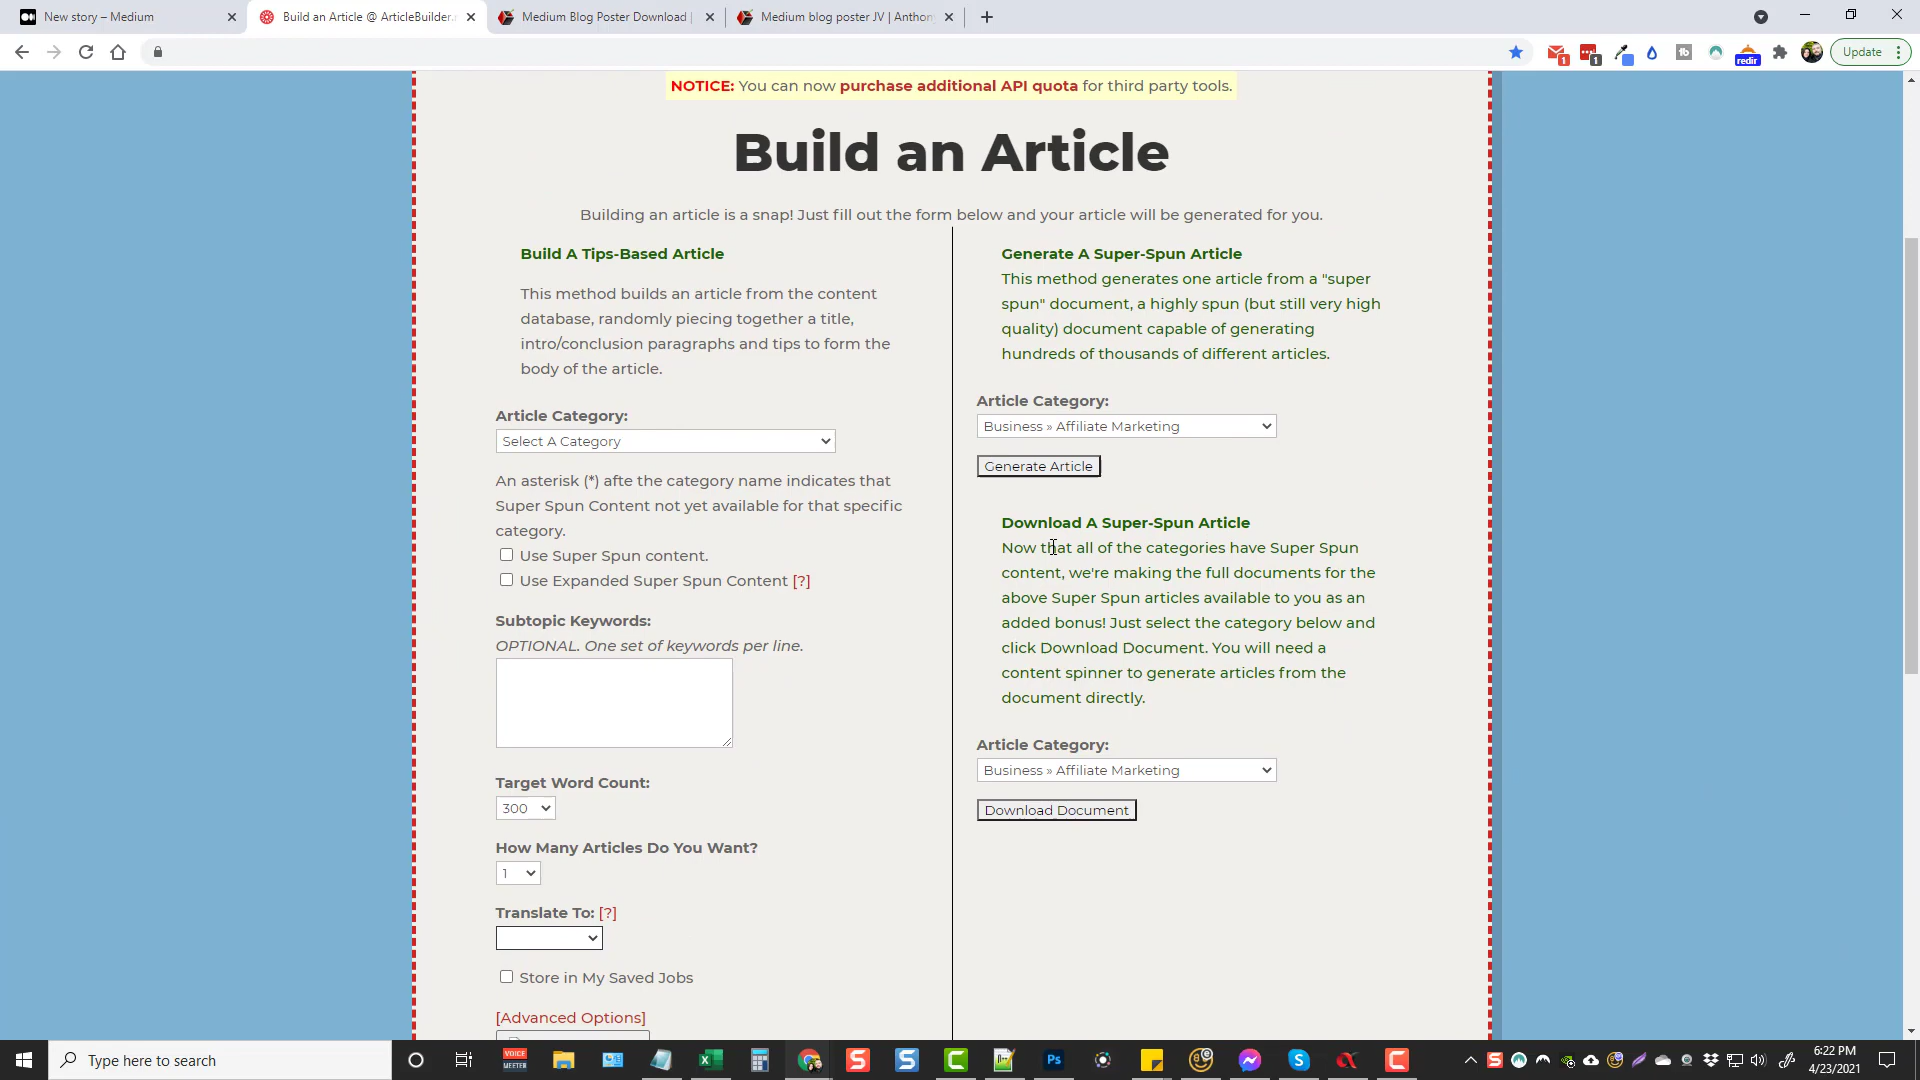 New story – Medium
Build an Article @ ArticleBuilder.
Medium Blog Poster Download |
Medium blog poster JV | Anthon
Update
1
1
redir
NOTICE: You can now purchase additional API quota for third party tools.
Build an Article
Building an article is a snap! Just fill out the form below and your article will be generated for you.
Build A Tips-Based Article
This method builds an article from the content
database, randomly piecing together a title,
intro/conclusion paragraphs and tips to form the
body of the article.
Article Category:
Select A Category
An asterisk (*) afte the category name indicates that
Super Spun Content not yet available for that specific
category.
Use Super Spun content.
Use Expanded Super Spun Content [?]
Subtopic Keywords:
OPTIONAL. One set of keywords per line.
Target Word Count:
300
How Many Articles Do You Want?
1
Translate To: [?]
Store in My Saved Jobs
[Advanced Options]
Generate A Super-Spun Article
This method generates one article from a "super
spun" document, a highly spun (but still very high
quality) document capable of generating
hundreds of thousands of different articles.
Article Category:
Business » Affiliate Marketing
Generate Article
Download A Super-Spun Article
Now that all of the categories have Super Spun
content, we're making the full documents for the
above Super Spun articles available to you as an
added bonus! Just select the category below and
click Download Document. You will need a
content spinner to generate articles from the
document directly.
Article Category:
Business » Affiliate Marketing
Download Document
Type here to search
VOICE
MEETER
Ps
6:22 PM
4/23/2021